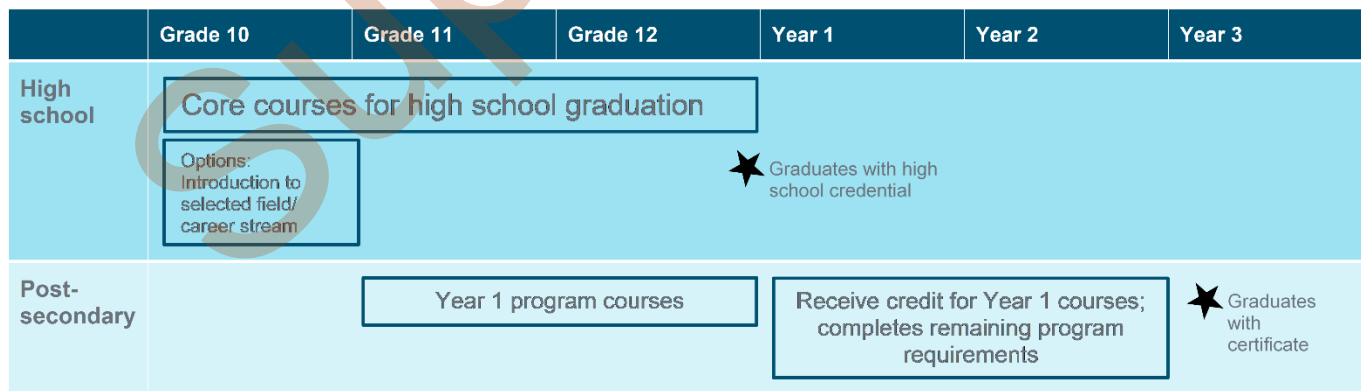 Grade 10 Grade 11 Grade 12 Year 1 Year 2 Year 3
High
school
Core courses for high school graduation
Options:
Introduction to
selected field/
career stream
Graduates with high
school credential
Post-
secondary
Year 1 program courses
Receive credit for Year 1 courses;
completes remaining program
requirements
Graduates
with
certificate
Sup